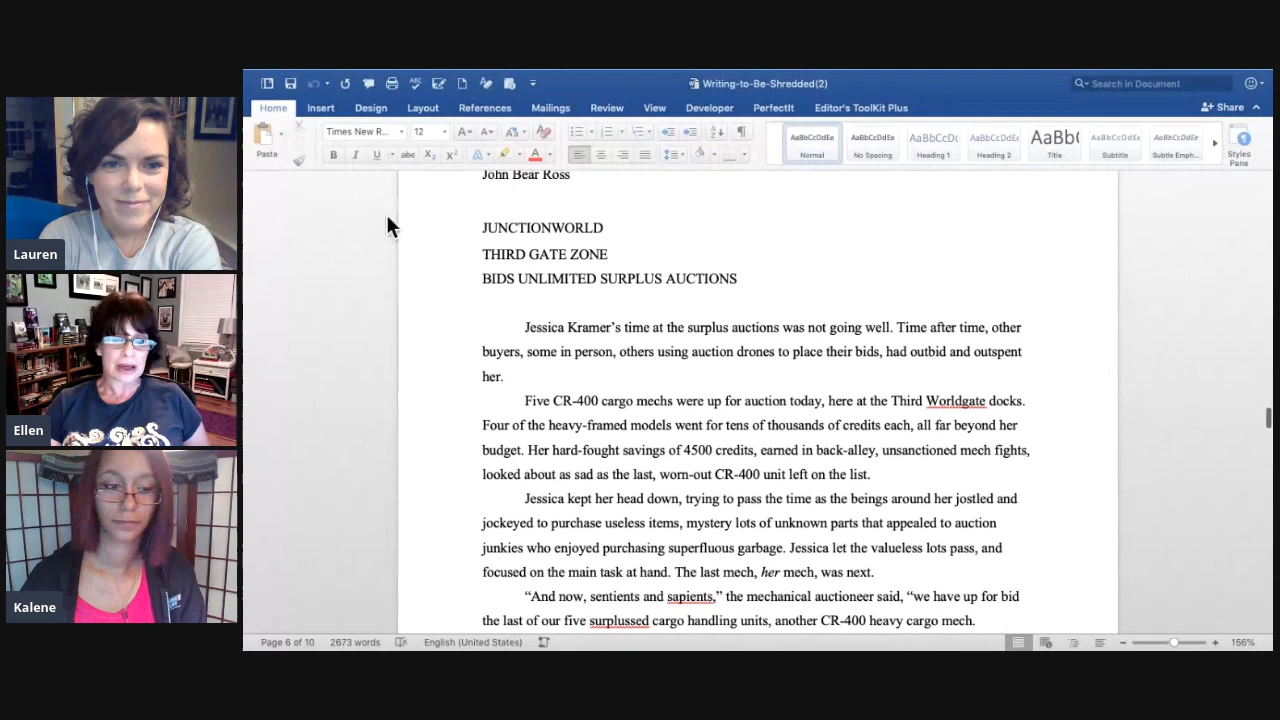 Writing-to-Be-Shredded(2)
Search in Document
Home Insert Design Layout References Mailings Review View Developer PerfectIt Editor's ToolKit Plus
Share
Paste
Times New R...
12
AaBbCcDdEe
Normal
AaBbCcDdEe
No Spacing
AaBbCcDc
Heading 1
AaBbCcDdEe
Heading 2
AaBb(
Title
AaBbCcDdEe
Subtitle
AaBbCcDdEe
Subtle Emph...
Styles
Pane
Lauren
Ellen
Kalene
John Bear Ross
JUNCTIONWORLD
THIRD GATE ZONE
BIDS UNLIMITED SURPLUS AUCTIONS
Jessica Kramer’s time at the surplus auctions was not going well. Time after time, other
buyers, some in person, others using auction drones to place their bids, had outbid and outspent
her.
Five CR-400 cargo mechs were up for auction today, here at the Third Worldgate docks.
Four of the heavy-framed models went for tens of thousands of credits each, all far beyond her
budget. Her hard-fought savings of 4500 credits, earned in back-alley, unsanctioned mech fights,
looked about as sad as the last, worn-out CR-400 unit left on the list.
Jessica kept her head down, trying to pass the time as the beings around her jostled and
jockeyed to purchase useless items, mystery lots of unknown parts that appealed to auction
junkies who enjoyed purchasing superfluous garbage. Jessica let the valueless lots pass, and
focused on the main task at hand. The last mech, her mech, was next.
“And now, sentients and sapients,” the mechanical auctioneer said, “we have up for bid
the last of our five surplussed cargo handling units, another CR-400 heavy cargo mech.
Page 6 of 10 2673 words English (United States) 156%